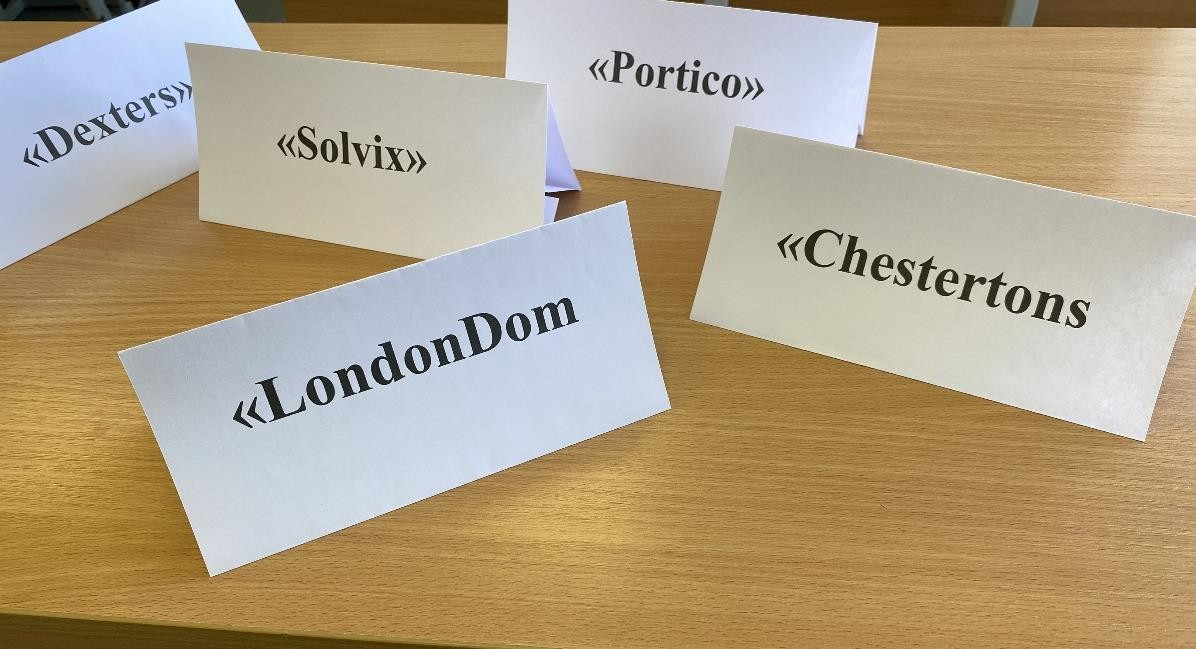 «Dexters»
«Solvix»
«Portico»
«Chestertons
«LondonDom